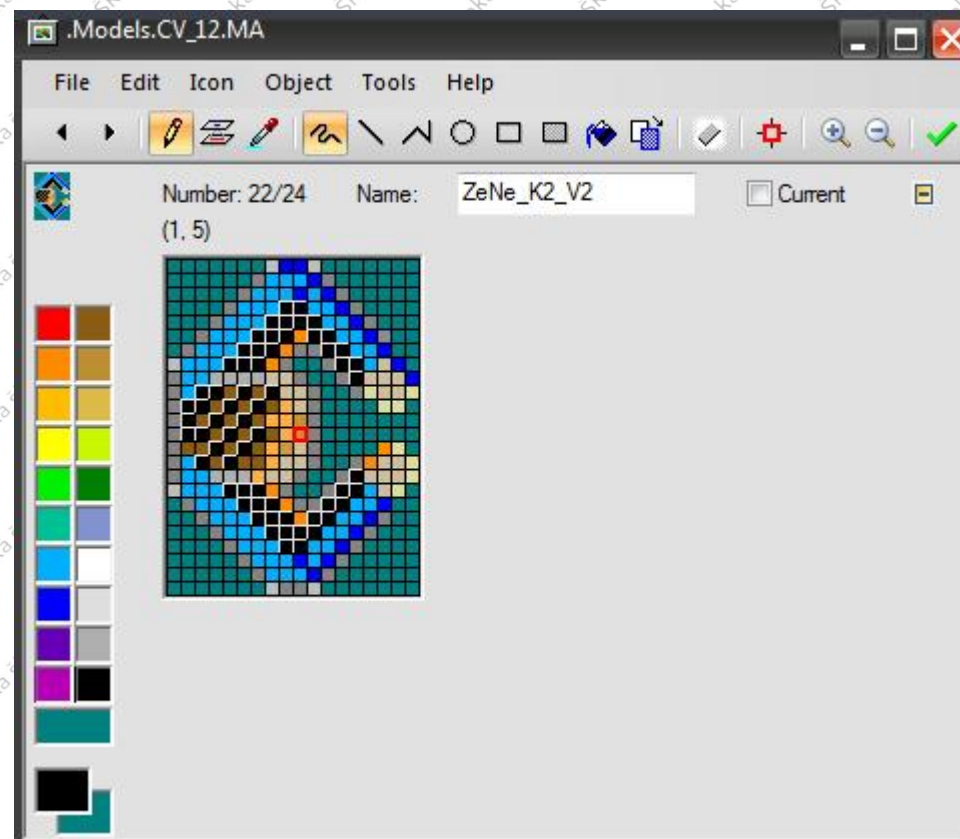 .Models.CV_12.MA
File Edit Icon Object Tools Help
Number: 22/24 Name: ZeNe_K2_V2 Current
(1, 5)